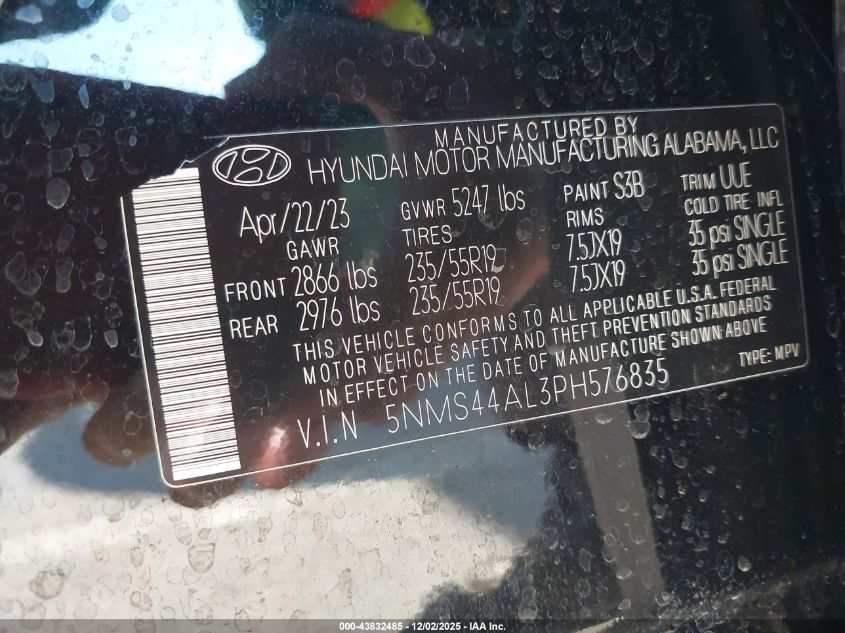 MANUFACTURED BY
HYUNDAI MOTOR MANUFACTURING ALABAMA, LLC
Apr/22/23 GVWR 5247 lbs PAINT S3B TRIM UUE
GAWR TIRES RIMS COLD TIRE INFL
FRONT 2866 lbs 235/55R19 7.5JX19 35 psi SINGLE
REAR 2976 lbs 235/55R19 7.5JX19 35 psi SINGLE
THIS VEHICLE CONFORMS TO ALL APPLICABLE U.S.A. FEDERAL
MOTOR VEHICLE SAFETY AND THEFT PREVENTION STANDARDS
IN EFFECT ON THE DATE OF MANUFACTURE SHOWN ABOVE
V.I.N 5NMS44AL3PH576835 TYPE: MPV
000-43832485 - 12/02/2025 - IAA Inc.